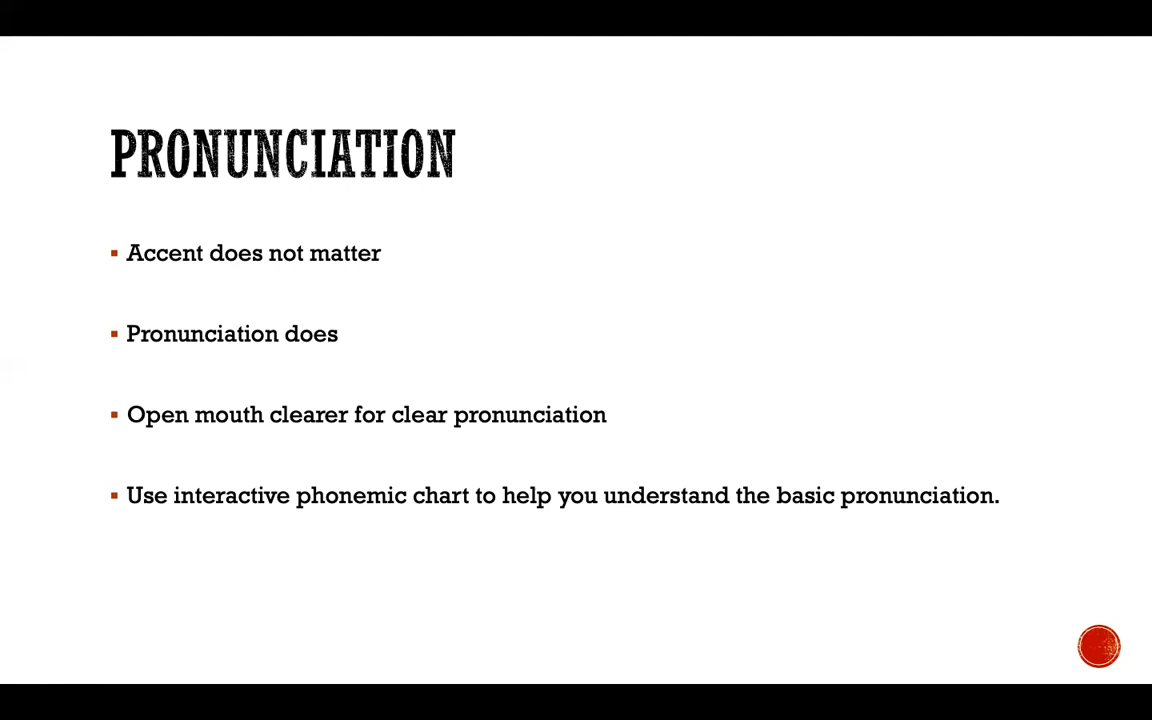 PRONUNCIATION
Accent does not matter
Pronunciation does
Open mouth clearer for clear pronunciation
Use interactive phonemic chart to help you understand the basic pronunciation.